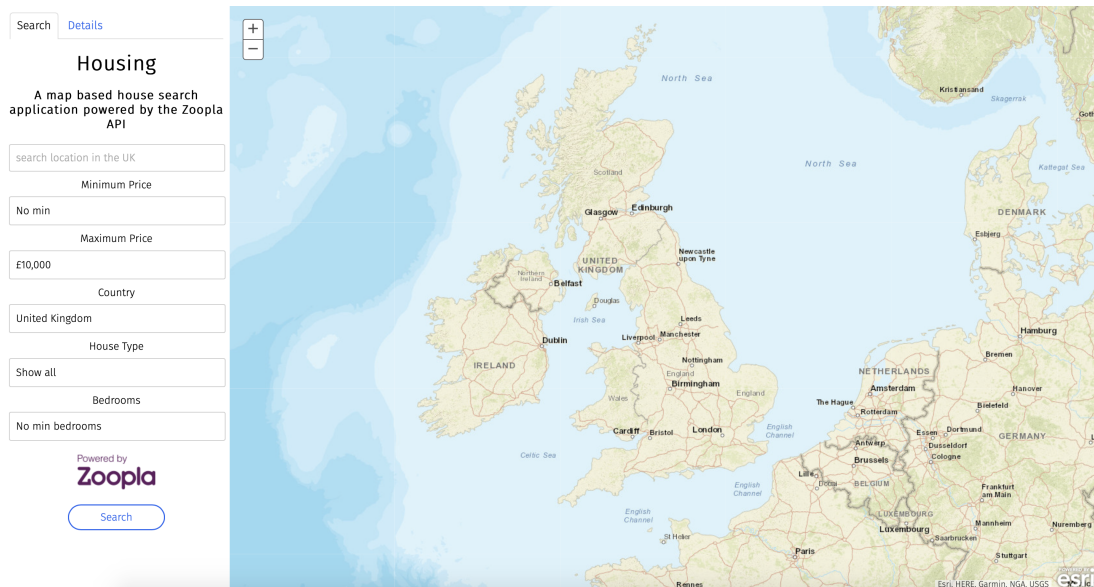 Search
Details
Housing
A map based house search
application powered by the Zoopla
API
search location in the UK
Minimum Price
No min
Maximum Price
£10,000
Country
United Kingdom
House Type
Show all
Bedrooms
No min bedrooms
Powered by
Zoopla
Search
+
−
North Sea
Kristiansand
Skagerrak
Scotland
North Sea
Kattegat Sea
Glasgow
Edinburgh
DENMARK
Esbjerg
Newcastle
upon Tyne
UNITED
KINGDOM
Northern
Ireland
Belfast
Douglas
Irish Sea
Leeds
Liverpool
Manchester
Hamburg
Dublin
Bremen
Nottingham
IRELAND
England
NETHERLANDS
Birmingham
Amsterdam
Hanover
Wales
England
The Hague
Rotterdam
Bielefeld
Cardiff
Bristol
London
English
Channel
Essen
Dortmund
GERMANY
Antwerp
Dusseldorf
Celtic Sea
Brussels
Cologne
Lille
Douai
BELGIUM
English
Channel
Frankfurt
am Main
English
Channel
LUXEMBOURG
Luxembourg
Mannheim
Nuremberg
St Helier
Saarbrucken
Paris
Stuttgart
Rennes
Esri, HERE, Garmin, NGA, USGS
esri